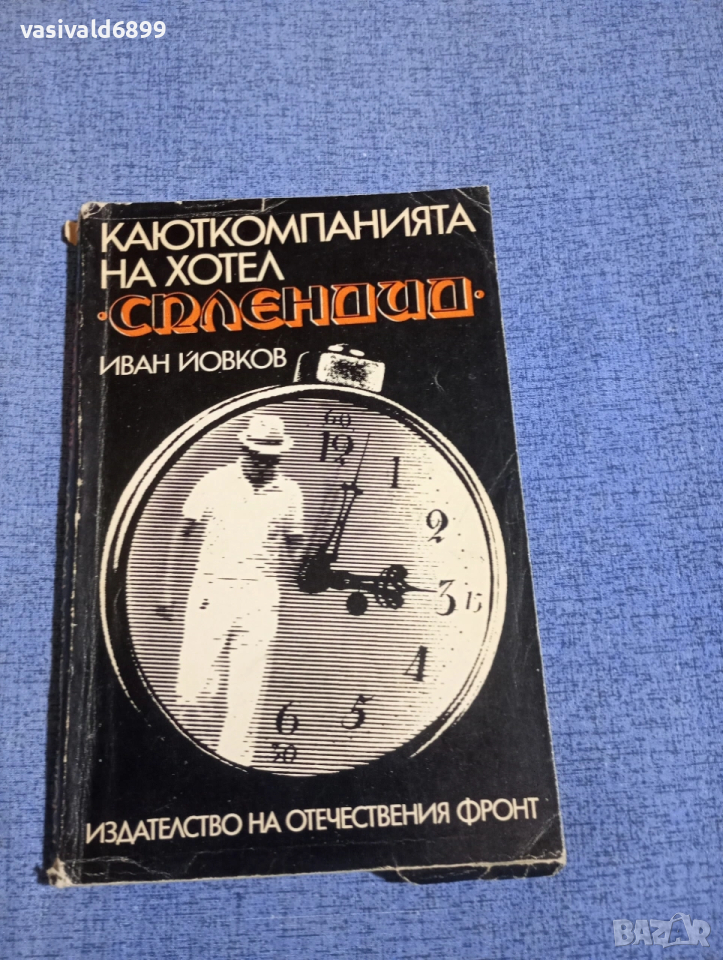 vasivald6899
КАЮТКОМПАНИЯТА
НА ХОТЕЛ
·СПЛЕНДИД·
ИВАН ЙОВКОВ
60
12
1
2
3 15
4
5
6
30
ИЗДАТЕЛСТВО НА ОТЕЧЕСТВЕНИЯ ФРОНТ
BAZAR